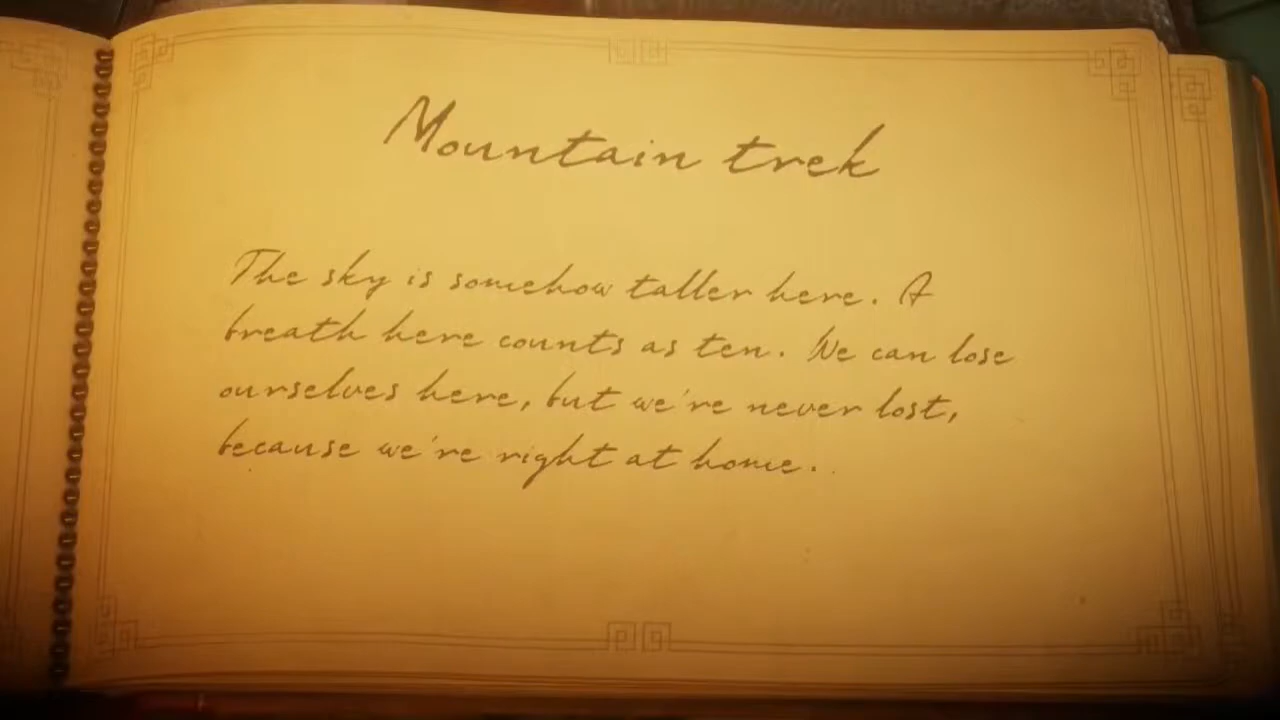 Mountain trek
The sky is somehow taller here. A
breath here counts as ten. We can lose
ourselves here, but we're never lost,
because we're right at home.